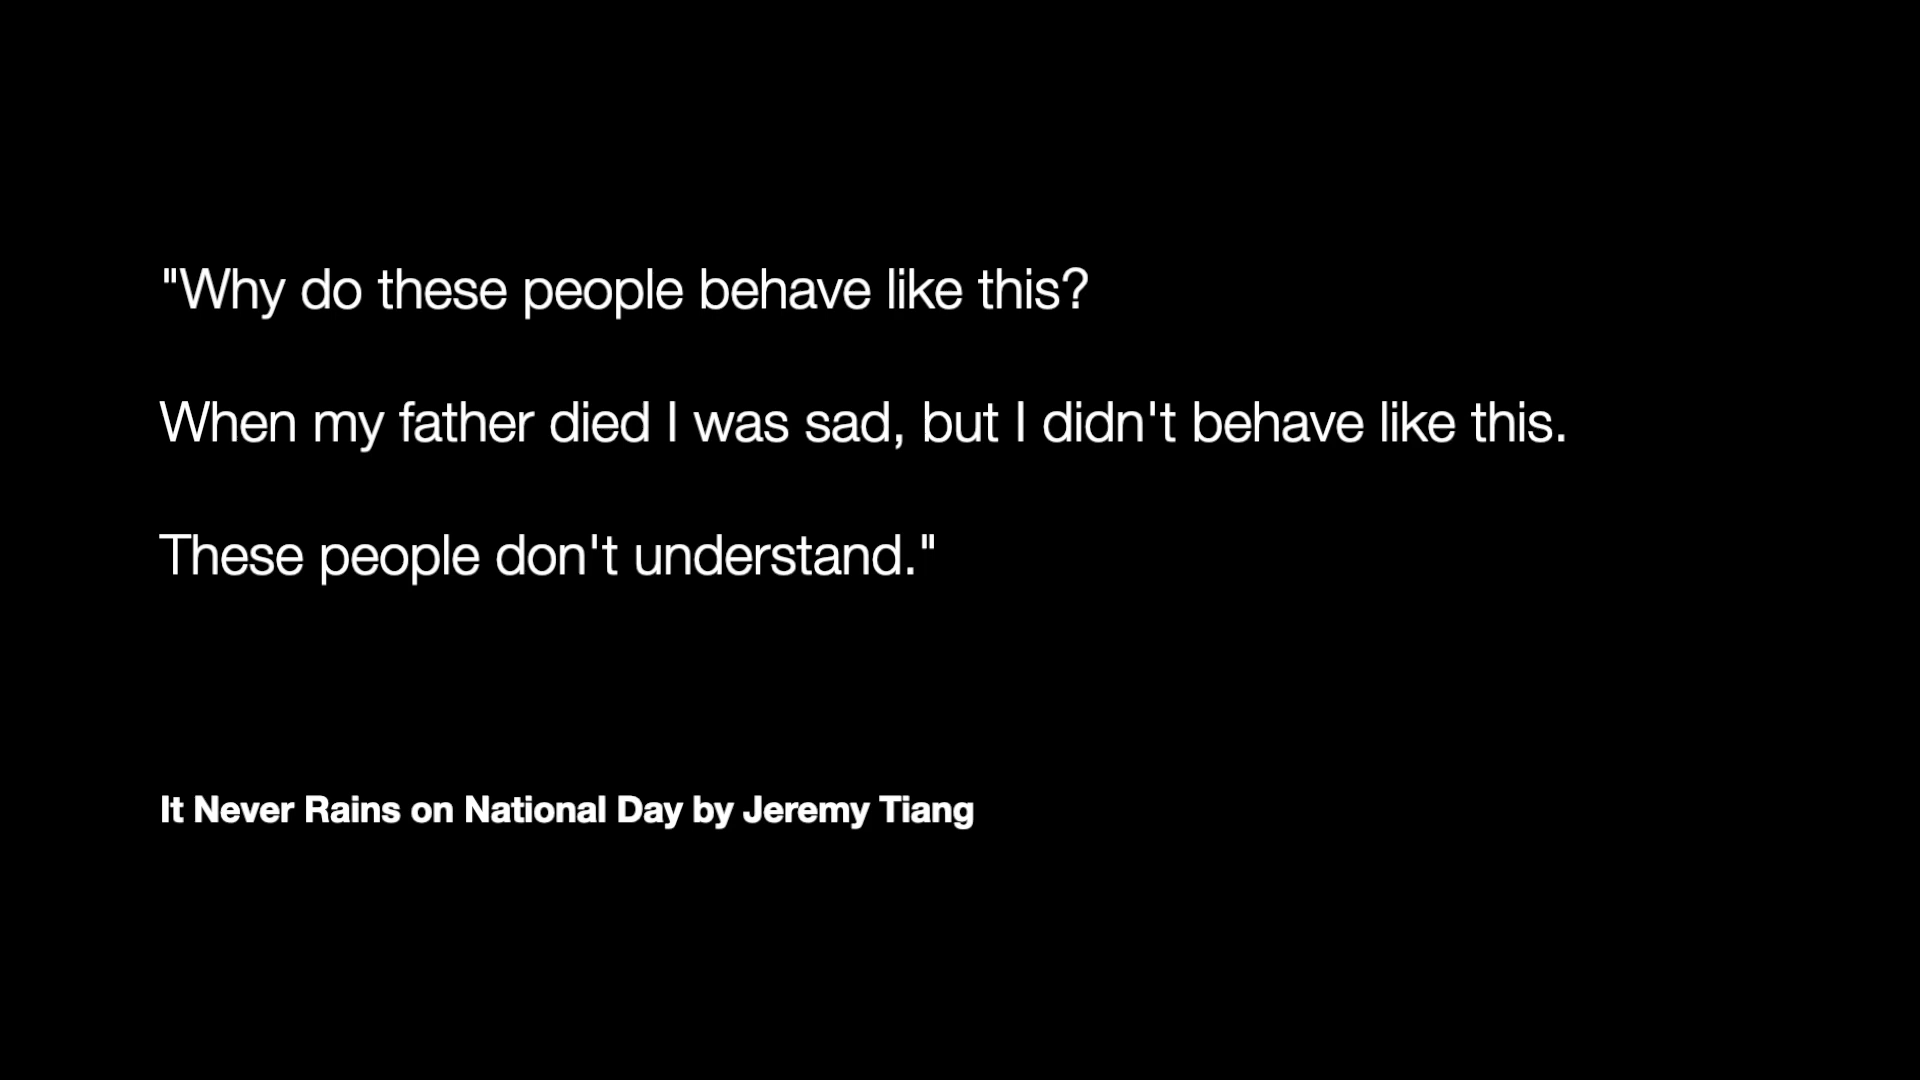 "Why do these people behave like this?
When my father died I was sad, but I didn't behave like this.
These people don't understand."
It Never Rains on National Day by Jeremy Tiang